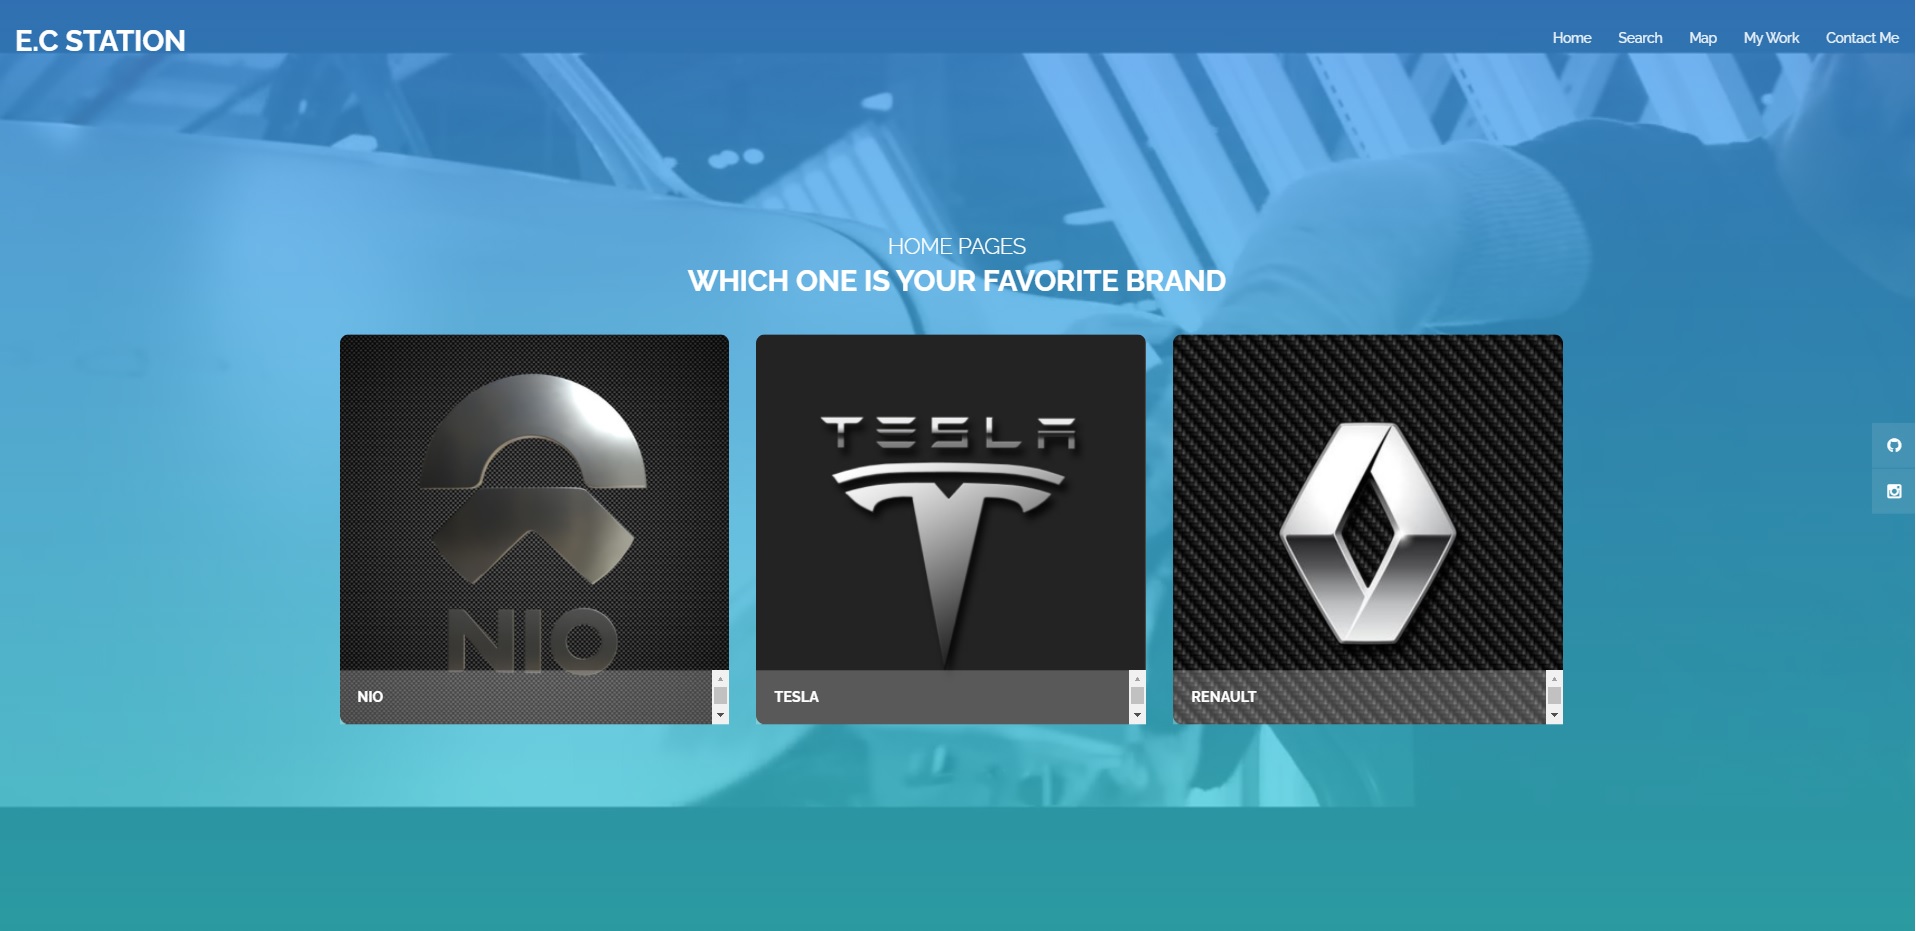 E.C STATION
Home Search Map My Work Contact Me
HOME PAGES
WHICH ONE IS YOUR FAVORITE BRAND
NIO
TESLA
NIO
TESLA
RENAULT